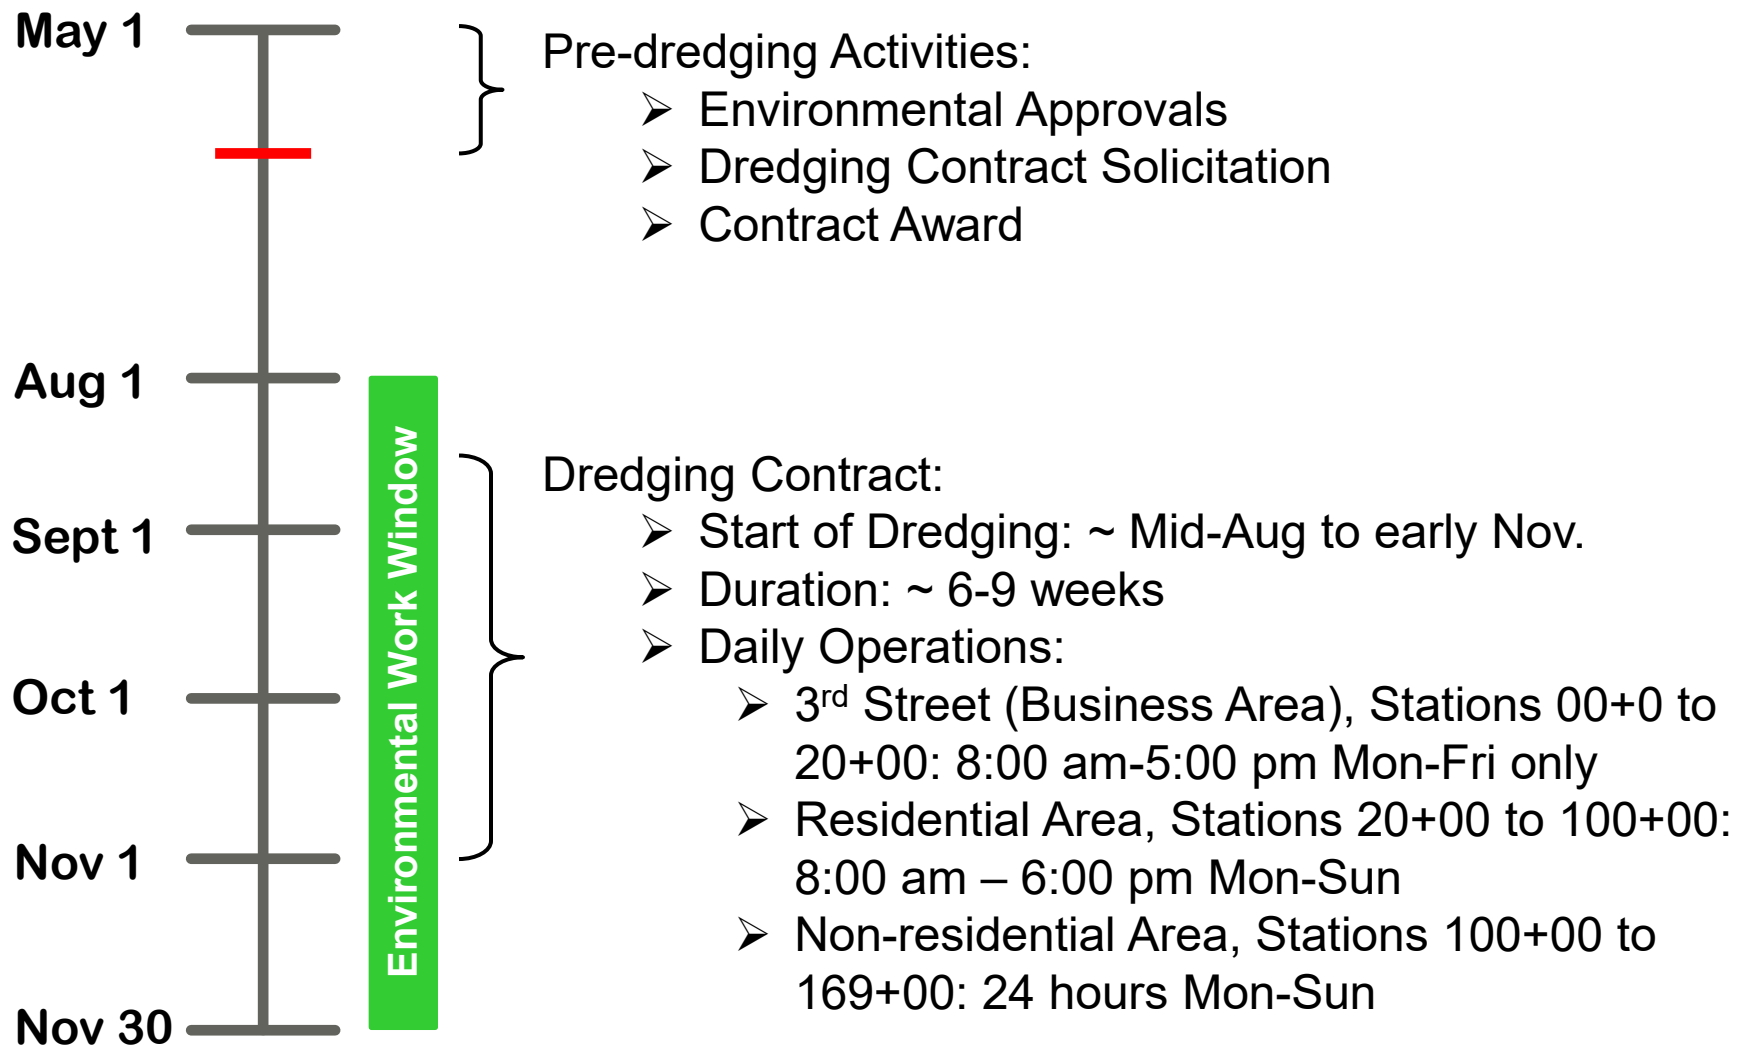 May 1
Pre-dredging Activities:
➢ Environmental Approvals
➢ Dredging Contract Solicitation
➢ Contract Award
Aug 1
Sept 1
Oct 1
Nov 1
Nov 30
Environmental Work Window
Dredging Contract:
➢ Start of Dredging: ~ Mid-Aug to early Nov.
➢ Duration: ~ 6-9 weeks
➢ Daily Operations:
➢ 3rd Street (Business Area), Stations 00+0 to
20+00: 8:00 am-5:00 pm Mon-Fri only
➢ Residential Area, Stations 20+00 to 100+00:
8:00 am – 6:00 pm Mon-Sun
➢ Non-residential Area, Stations 100+00 to
169+00: 24 hours Mon-Sun